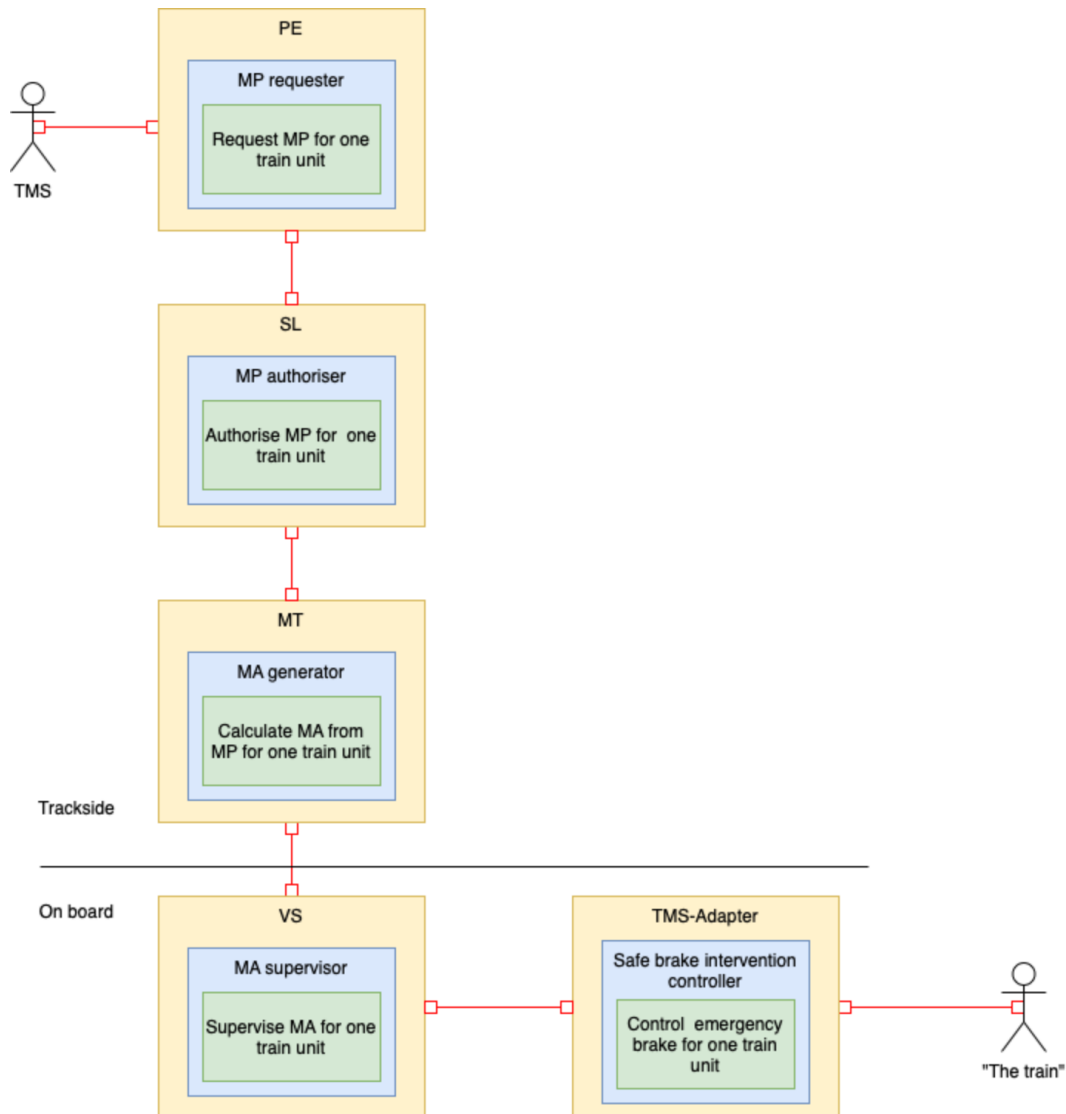 PE
MP requester
Request MP for one
train unit
TMS
SL
MP authoriser
Authorise MP for one
train unit
MT
MA generator
Calculate MA from
MP for one train unit
Trackside
On board
VS
MA supervisor
Supervise MA for one
train unit
TMS-Adapter
Safe brake intervention
controller
Control emergency
brake for one train
unit
"The train"